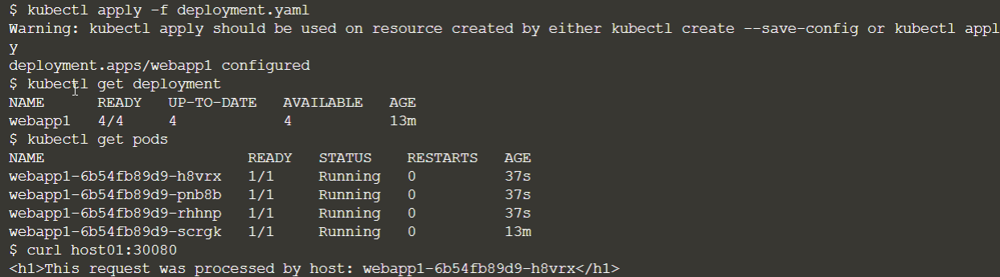 $ kubectl apply -f deployment.yaml
Warning: kubectl apply should be used on resource created by either kubectl create --save-config or kubectl appl
y
deployment.apps/webapp1 configured
$ kubectl get deployment
NAME      READY   UP-TO-DATE   AVAILABLE   AGE
webapp1   4/4     4            4           13m
$ kubectl get pods
NAME                       READY   STATUS    RESTARTS   AGE
webapp1-6b54fb89d9-h8vrx   1/1     Running   0          37s
webapp1-6b54fb89d9-pnb8b   1/1     Running   0          37s
webapp1-6b54fb89d9-rhhnp   1/1     Running   0          37s
webapp1-6b54fb89d9-scrgk   1/1     Running   0          13m
$ curl host01:30080
<h1>This request was processed by host: webapp1-6b54fb89d9-h8vrx</h1>